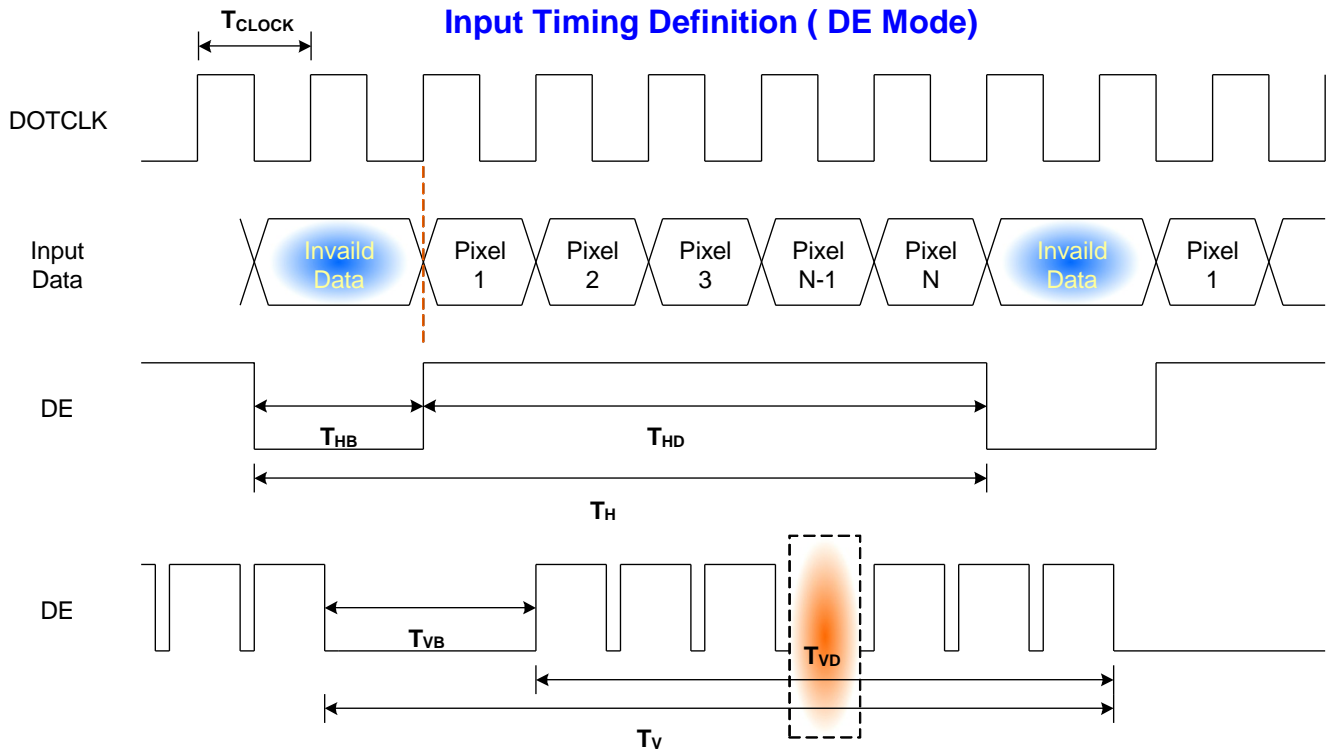 Input Timing Definition ( DE Mode)
TCLOCK
DOTCLK
Input
Data
Invaild
Data
Pixel
1
Pixel
2
Pixel
3
Pixel
N-1
Pixel
N
Invaild
Data
Pixel
1
DE
THB
THD
TH
DE
TVB
TVD
TV